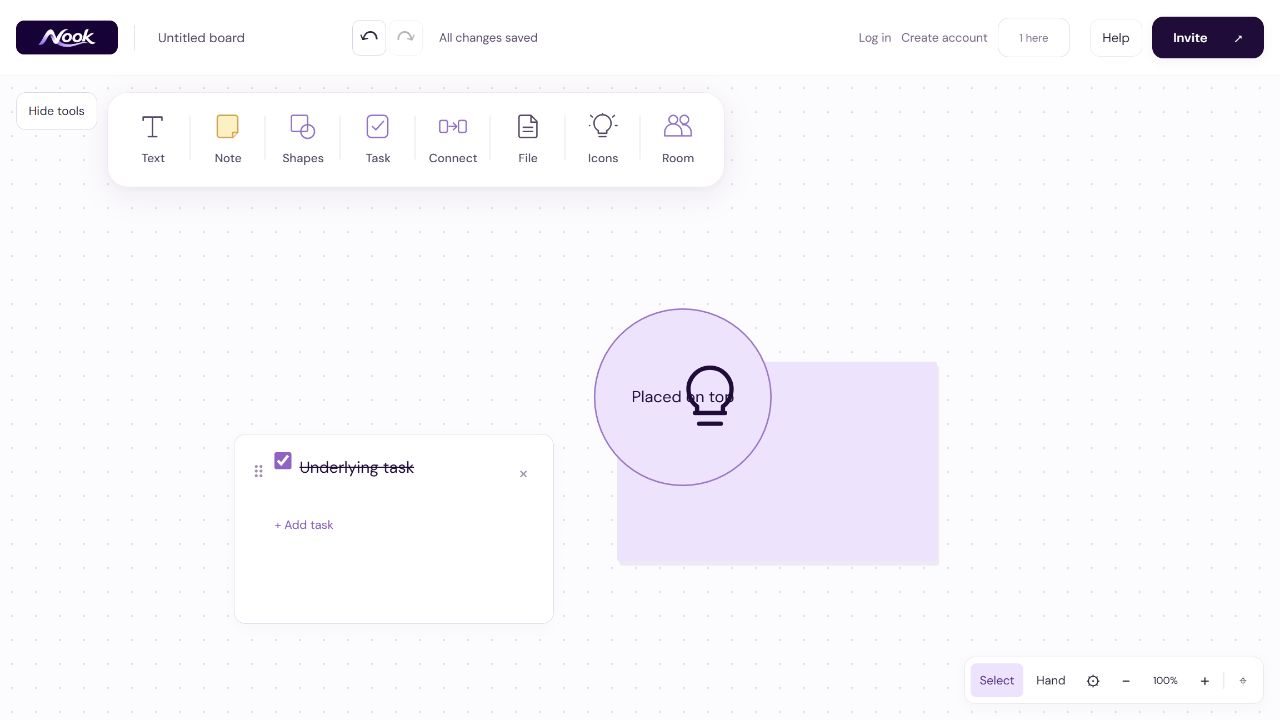 Nook
Untitled board
All changes saved
Log in
Create account
1 here
Help
Invite ↗
Hide tools
Text
Note
Shapes
Task
Connect
File
Icons
Room
Placed on top
Underlying task
×
+ Add task
Select
Hand
−
100%
+